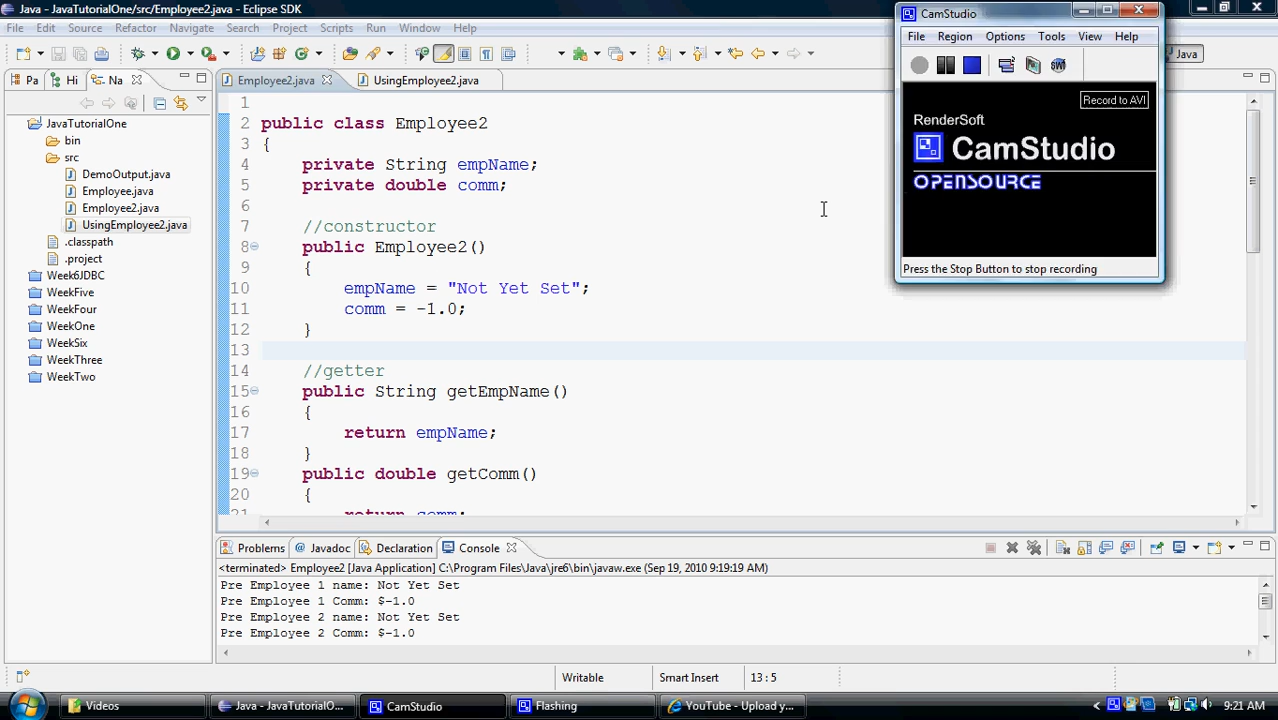 Java - JavaTutorialOne/src/Employee2.java - Eclipse SDK
File Edit Source Refactor Navigate Search Project Scripts Run Window Help
Java
Pa Hi Na
JavaTutorialOne
bin
src
DemoOutput.java
Employee.java
Employee2.java
UsingEmployee2.java
.classpath
.project
Week6JDBC
WeekFive
WeekFour
WeekOne
WeekSix
WeekThree
WeekTwo
Employee2.java UsingEmployee2.java
1
2 public class Employee2
3 {
4 private String empName;
5 private double comm;
6
7 //constructor
8 public Employee2()
9 {
10 empName = "Not Yet Set";
11 comm = -1.0;
12 }
13
14 //getter
15 public String getEmpName()
16 {
17 return empName;
18 }
19 public double getComm()
20 {
21 return comm;
CamStudio
File Region Options Tools View Help
Record to AVI
RenderSoft
CamStudio
OPENSOURCE
Press the Stop Button to stop recording
Problems @ Javadoc Declaration Console
<terminated> Employee2 [Java Application] C:\Program Files\Java\jre6\bin\javaw.exe (Sep 19, 2010 9:19:19 AM)
Pre Employee 1 name: Not Yet Set
Pre Employee 1 Comm: $-1.0
Pre Employee 2 name: Not Yet Set
Pre Employee 2 Comm: $-1.0
Writable Smart Insert 13 : 5
Videos Java - JavaTutorialO... CamStudio Flashing YouTube - Upload y... 9:21 AM